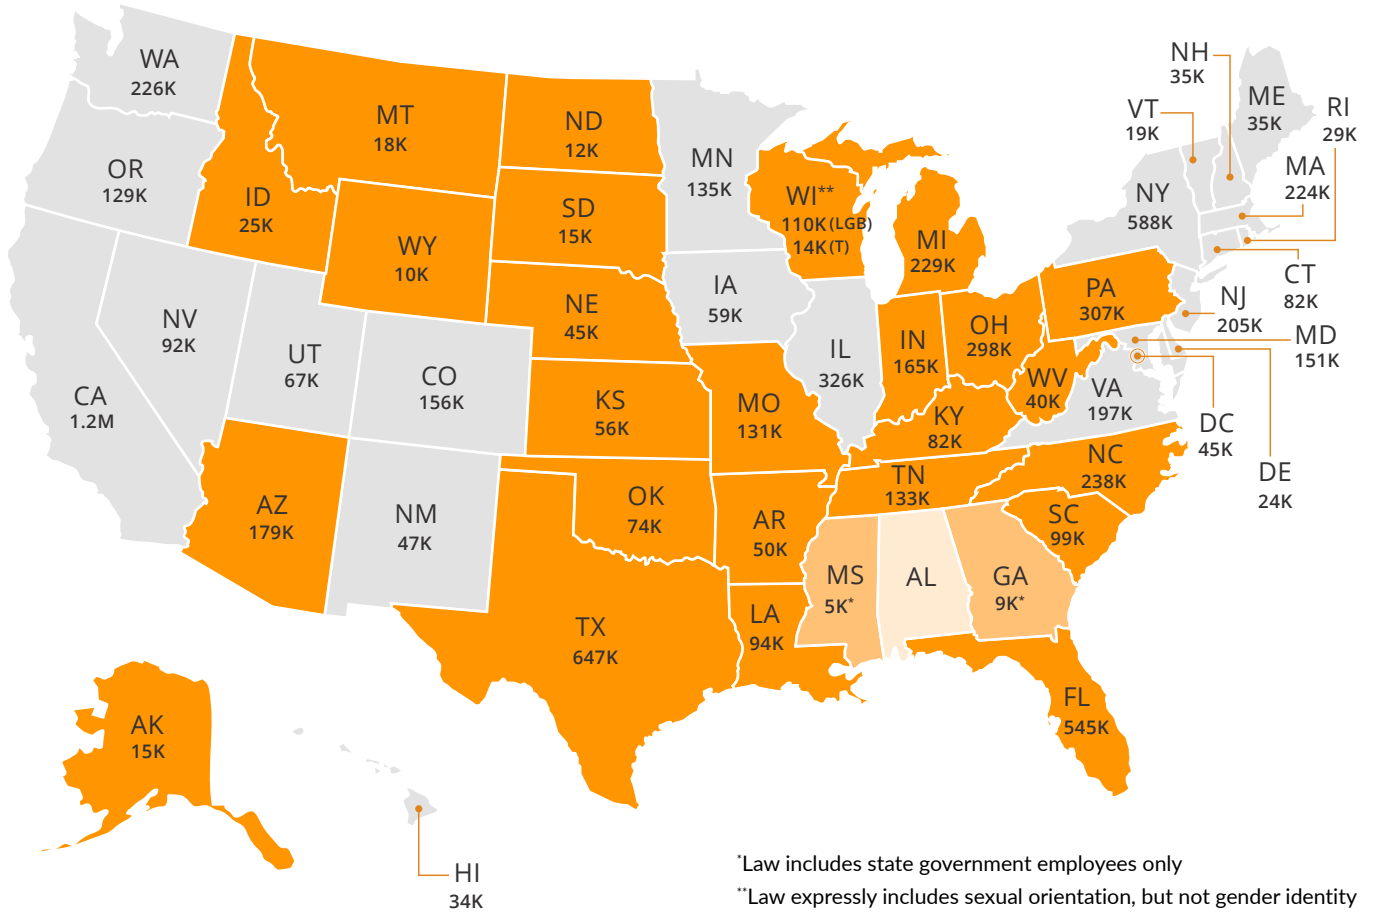 WA
226K
OR
129K
CA
1.2M
NV
92K
ID
25K
MT
18K
WY
10K
UT
67K
CO
156K
AZ
179K
NM
47K
ND
12K
SD
15K
NE
45K
KS
56K
OK
74K
TX
647K
MN
135K
IA
59K
MO
131K
AR
50K
LA
94K
WI**
110K (LGB)
14K (T)
IL
326K
MI
229K
IN
165K
OH
298K
KY
82K
TN
133K
MS
5K*
AL
GA
9K*
FL
545K
SC
99K
NC
238K
VA
197K
WV
40K
PA
307K
NY
588K
VT
19K
NH
35K
ME
35K
RI
29K
MA
224K
CT
82K
NJ
205K
MD
151K
DC
45K
DE
24K
AK
15K
HI
34K
*Law includes state government employees only
**Law expressly includes sexual orientation, but not gender identity